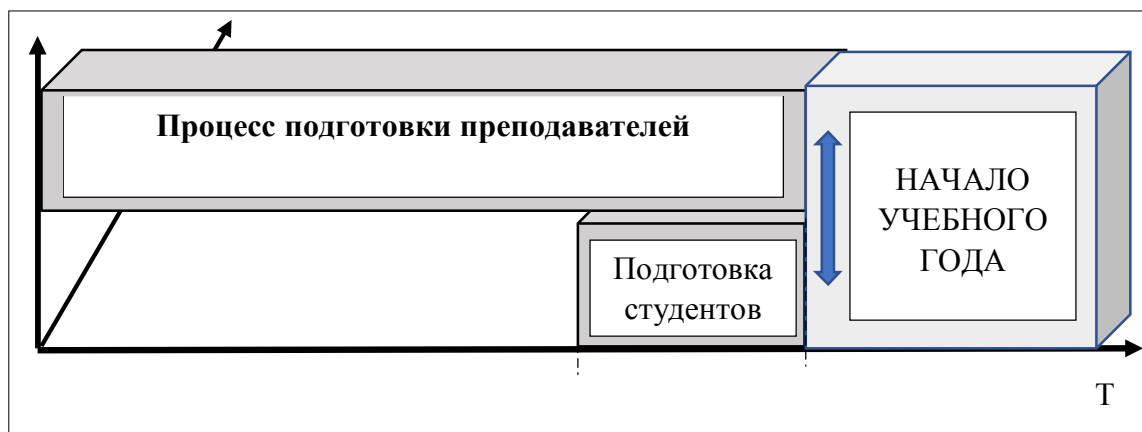 Процесс подготовки преподавателей
НАЧАЛО
УЧЕБНОГО
ГОДА
Подготовка
студентов
Т